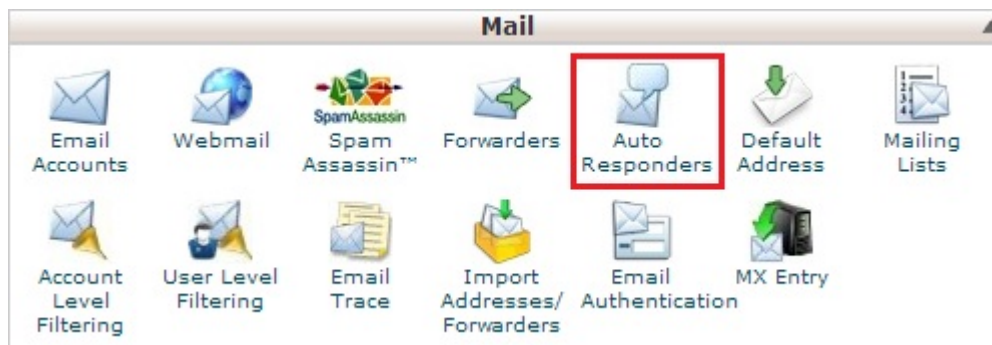 Mail
SpamAssassin
Email
Accounts
Webmail
Spam
Assassin™
Forwarders
Auto
Responders
Default
Address
Mailing
Lists
Account
Level
Filtering
User Level
Filtering
Email
Trace
Import
Addresses/
Forwarders
Email
Authentication
MX Entry